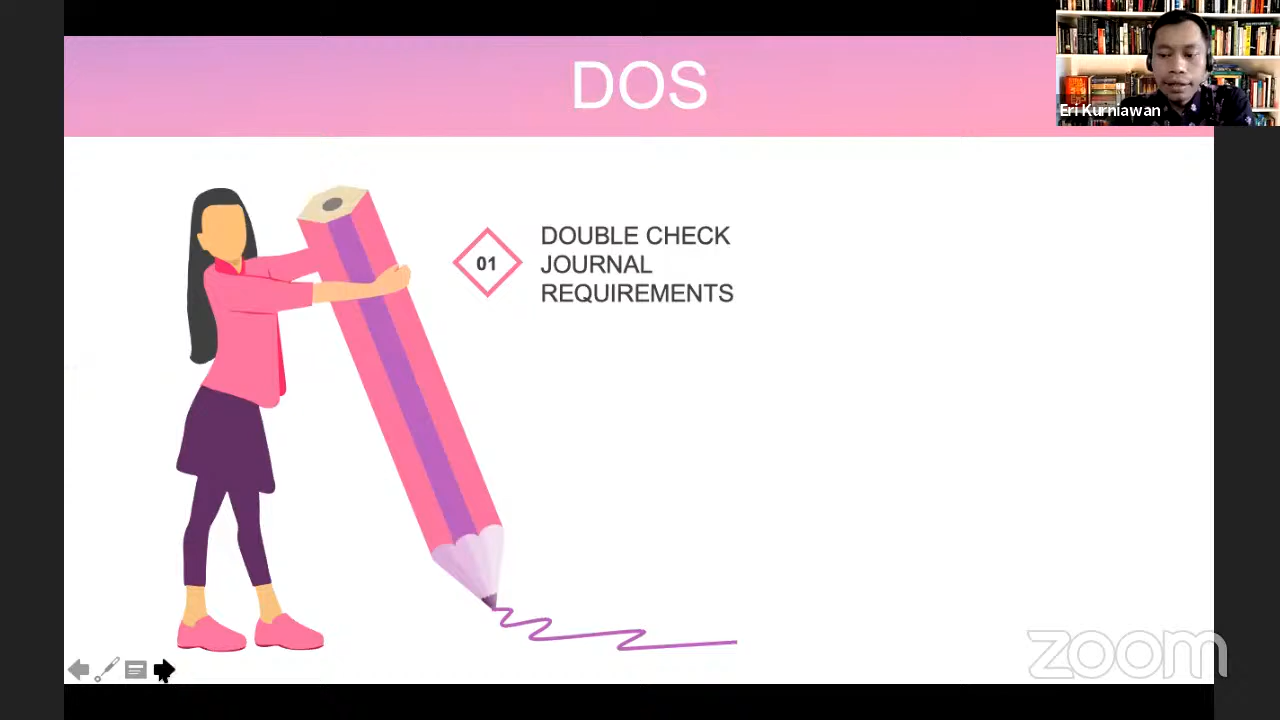 DOS
Eri Kurniawan
01
DOUBLE CHECK
JOURNAL
REQUIREMENTS
zoom